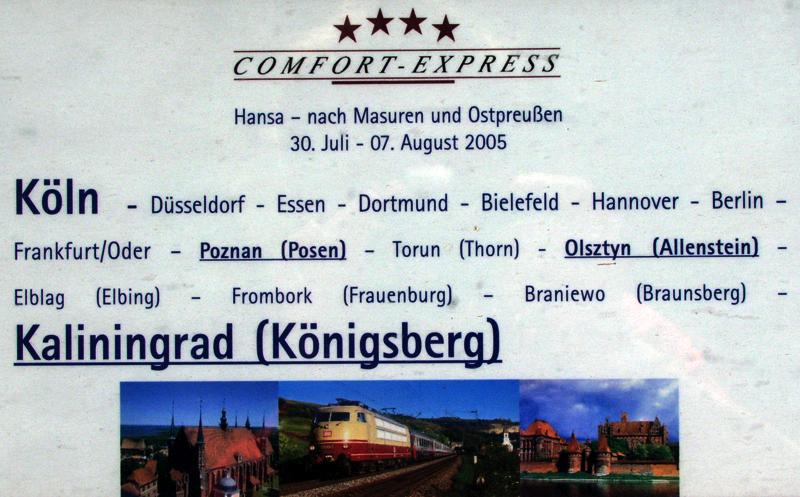 COMFORT-EXPRESS
Hansa – nach Masuren und Ostpreußen
30. Juli - 07. August 2005
Köln - Düsseldorf - Essen - Dortmund - Bielefeld - Hannover - Berlin –
Frankfurt/Oder – Poznan (Posen) – Torun (Thorn) - Olsztyn (Allenstein) –
Elblag (Elbing) – Frombork (Frauenburg) – Braniewo (Braunsberg) –
Kaliningrad (Königsberg)